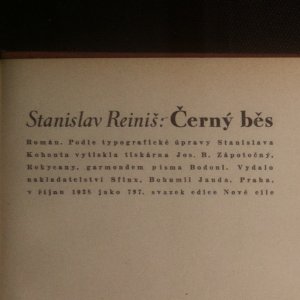 Stanislav Reiniš: Černý běs
Román. Podle typografické úpravy Stanislava
Kohouta vytiskla tiskárna Jos. B. Zápotočný,
Rokycany, garmondem písma Bodoni. Vydalo
nakladatelství Sfinx, Bohumil Janda, Praha,
v říjnu 1938 jako 797. svazek edice Nové cíle